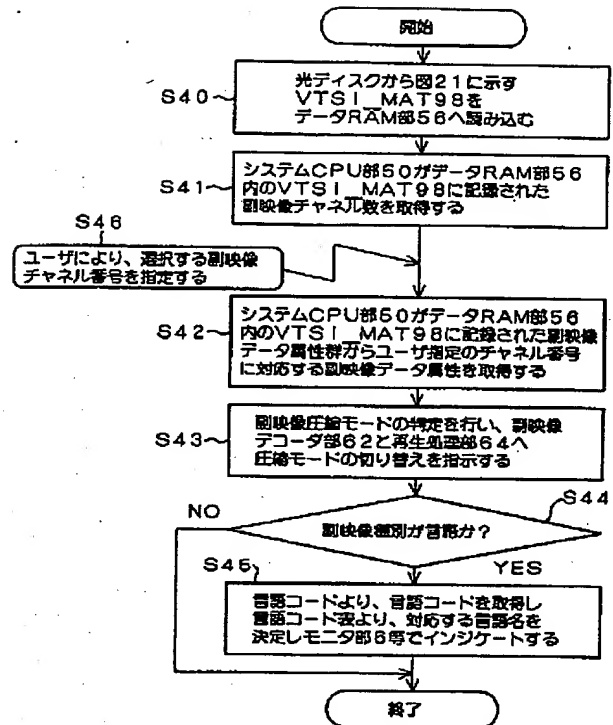 開始
S40
光ディスクから図21に示す
VTSI_MAT98を
データRAM部56へ読み込む
S41
システムCPU部50がデータRAM部56
内のVTSI_MAT98に記録された
副映像チャネル数を取得する
S46
ユーザにより、選択する副映像
チャネル番号を指定する
S42
システムCPU部50がデータRAM部56
内のVTSI_MAT98に記録された副映像
データ属性群からユーザ指定のチャネル番号
に対応する副映像データ属性を取得する
S43
副映像圧縮モードの判定を行い、副映像
デコーダ部62と再生処理部64へ
圧縮モードの切り替えを指示する
S44
NO
副映像種別が言語か?
S45
YES
言語コードより、言語コードを取得し
言語コード表より、対応する言語名を
決定しモニタ部6等でインジケートする
終了